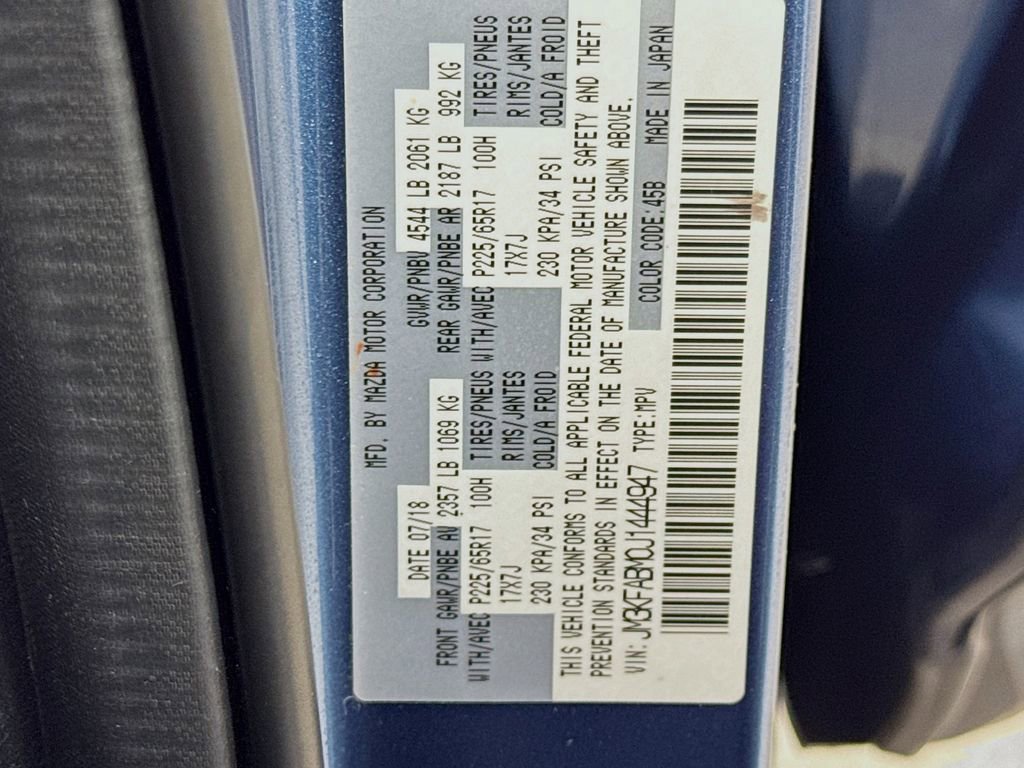 MFD. BY MAZDA MOTOR CORPORATION
DATE 07/18 GVWR/PNBV 4544 LB 2061 KG
FRONT GAWR/PNBE AV 2357 LB 1069 KG REAR GAWR/PNBE AR 2187 LB 992 KG
WITH/AVEC P225/65R17 100H TIRES/PNEUS WITH/AVEC P225/65R17 100H TIRES/PNEUS
17X7J RIMS/JANTES 17X7J RIMS/JANTES
230 KPA/34 PSI COLD/A FROID 230 KPA/34 PSI COLD/A FROID
THIS VEHICLE CONFORMS TO ALL APPLICABLE FEDERAL MOTOR VEHICLE SAFETY AND THEFT
PREVENTION STANDARDS IN EFFECT ON THE DATE OF MANUFACTURE SHOWN ABOVE.
VIN: JM3KFABM0J1444947 TYPE:MPV COLOR CODE:45B MADE IN JAPAN